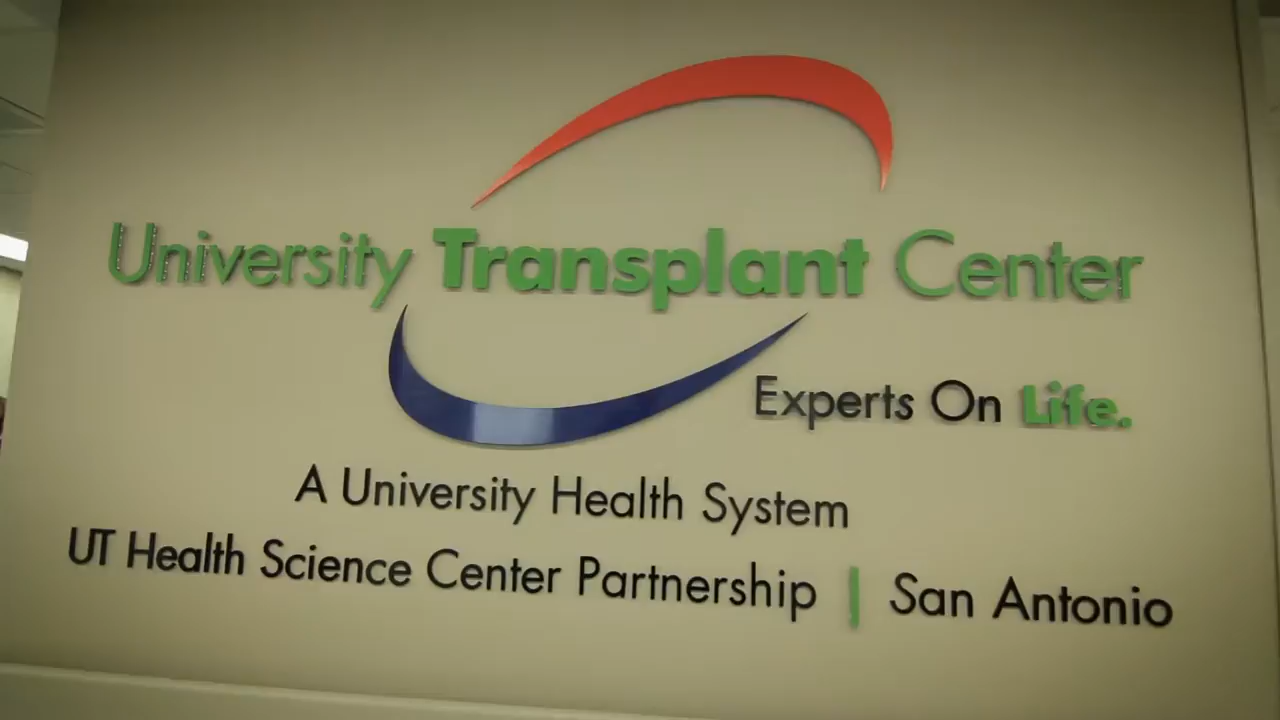 University Transplant Center
Experts On Life.
A University Health System
UT Health Science Center Partnership | San Antonio